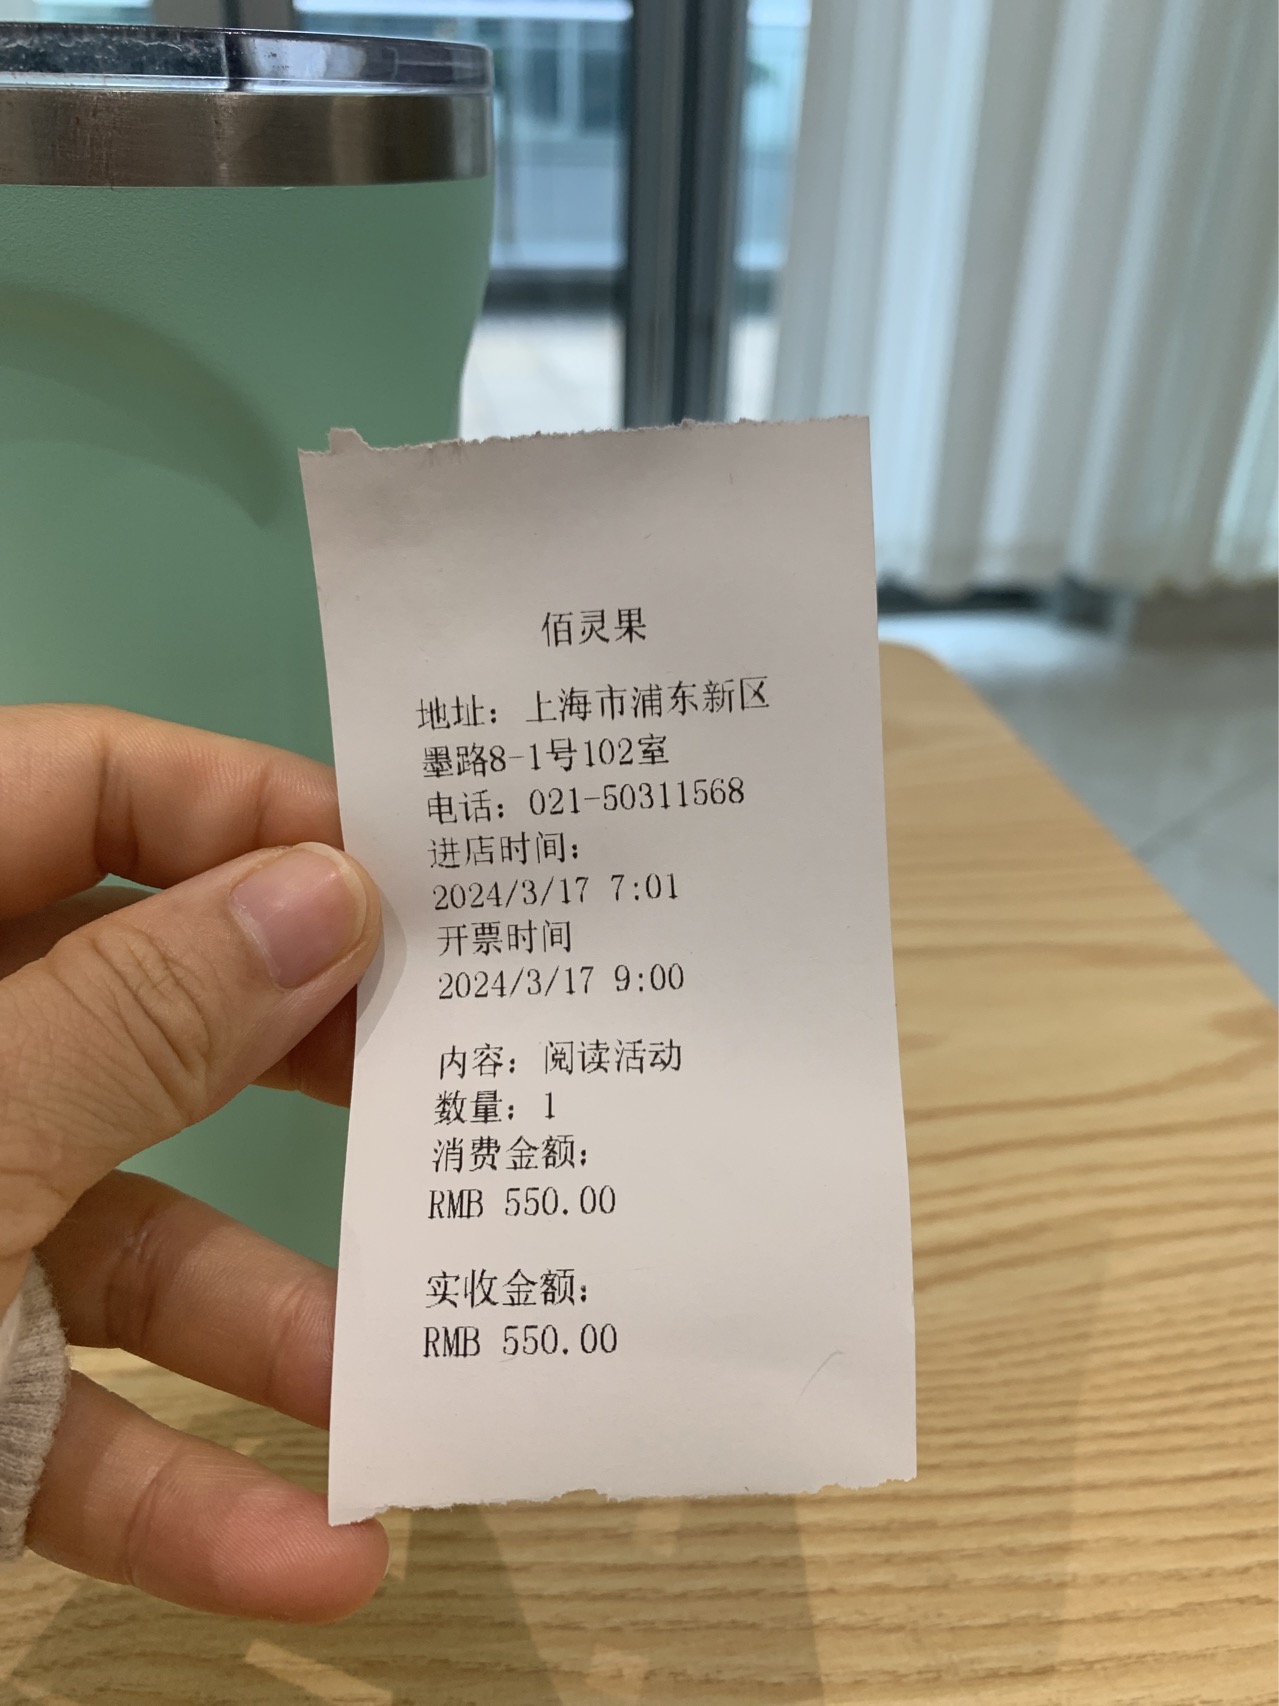 佰灵果
地址：上海市浦东新区
墨路8-1号102室
电话：021-50311568
进店时间：
2024/3/17 7:01
开票时间
2024/3/17 9:00
内容：阅读活动
数量：1
消费金额：
RMB 550.00
实收金额：
RMB 550.00